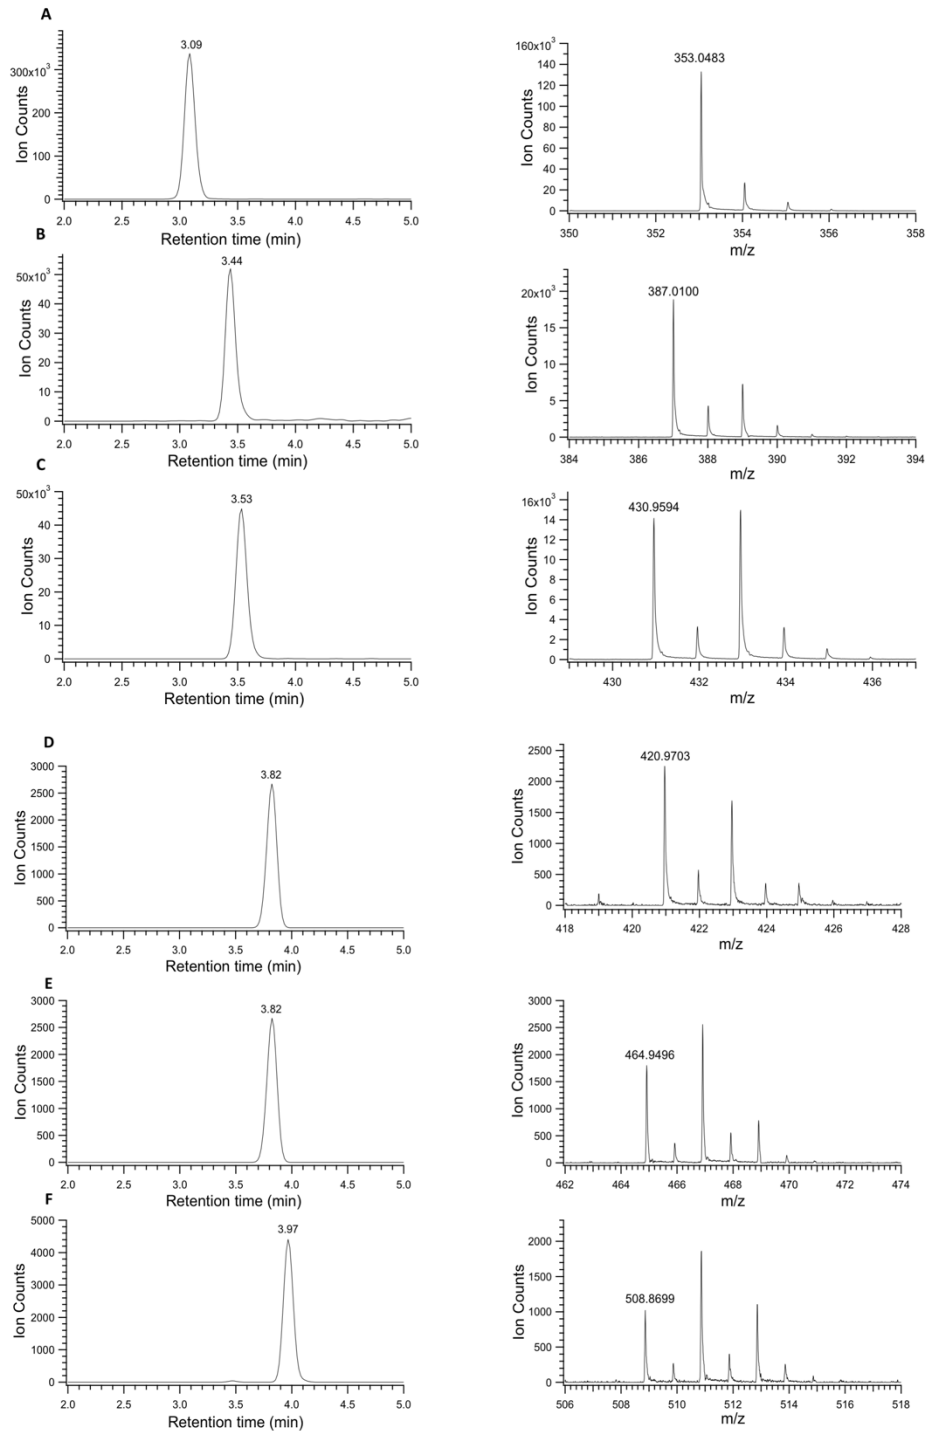 A
3.09
300x10³
200
100
0
Ion Counts
2.0 2.5 3.0 3.5 4.0 4.5 5.0
Retention time (min)
353.0483
160x10³
140
120
100
80
60
40
20
0
Ion Counts
350 352 354 356 358
m/z
B
3.44
50x10³
40
30
20
10
0
Ion Counts
2.0 2.5 3.0 3.5 4.0 4.5 5.0
Retention time (min)
387.0100
20x10³
15
10
5
0
Ion Counts
384 386 388 390 392 394
m/z
C
3.53
50x10³
40
30
20
10
0
Ion Counts
2.0 2.5 3.0 3.5 4.0 4.5 5.0
Retention time (min)
430.9594
16x10³
14
12
10
8
6
4
2
0
Ion Counts
430 432 434 436
m/z
D
3.82
3000
2500
2000
1500
1000
500
0
Ion Counts
2.0 2.5 3.0 3.5 4.0 4.5 5.0
Retention time (min)
420.9703
2500
2000
1500
1000
500
0
Ion Counts
418 420 422 424 426 428
m/z
E
3.82
3000
2500
2000
1500
1000
500
0
Ion Counts
2.0 2.5 3.0 3.5 4.0 4.5 5.0
Retention time (min)
464.9496
3000
2500
2000
1500
1000
500
0
Ion Counts
462 464 466 468 470 472 474
m/z
F
3.97
5000
4000
3000
2000
1000
0
Ion Counts
2.0 2.5 3.0 3.5 4.0 4.5 5.0
Retention time (min)
508.8699
2000
1500
1000
500
0
Ion Counts
506 508 510 512 514 516 518
m/z